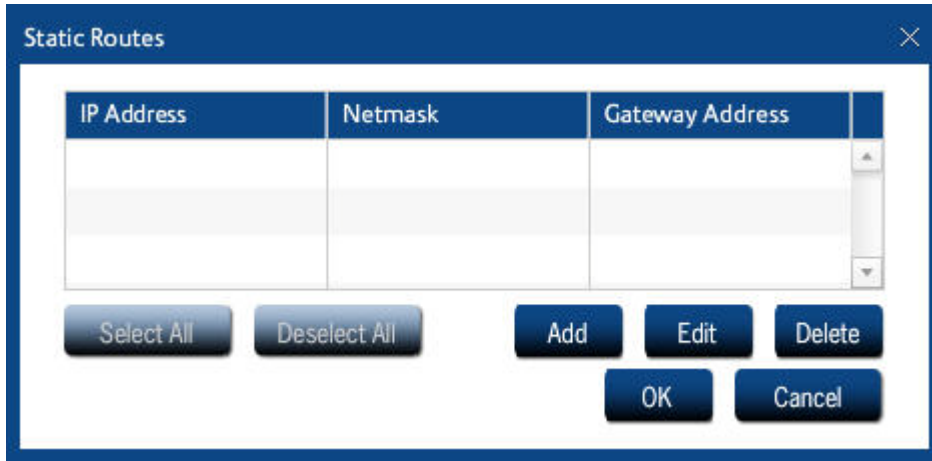 Static Routes
IP Address Netmask Gateway Address
Select All Deselect All Add Edit Delete
OK Cancel